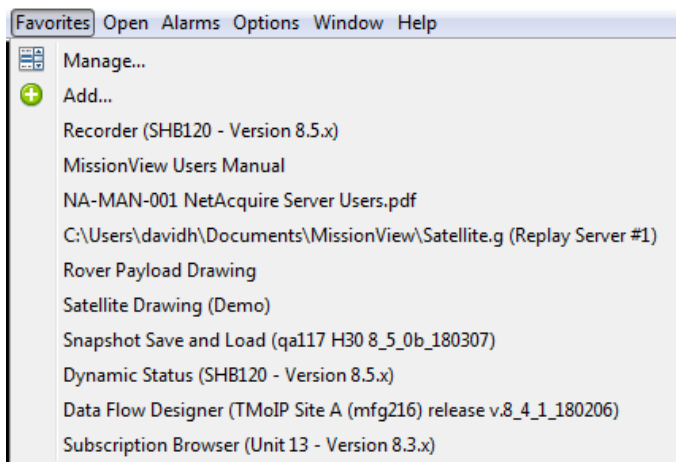 Favorites Open Alarms Options Window Help
Manage...
Add...
Recorder (SHB120 - Version 8.5.x)
MissionView Users Manual
NA-MAN-001 NetAcquire Server Users.pdf
C:\Users\davidh\Documents\MissionView\Satellite.g (Replay Server #1)
Rover Payload Drawing
Satellite Drawing (Demo)
Snapshot Save and Load (qa117 H30 8_5_0b_180307)
Dynamic Status (SHB120 - Version 8.5.x)
Data Flow Designer (TMoIP Site A (mfg216) release v.8_4_1_180206)
Subscription Browser (Unit 13 - Version 8.3.x)